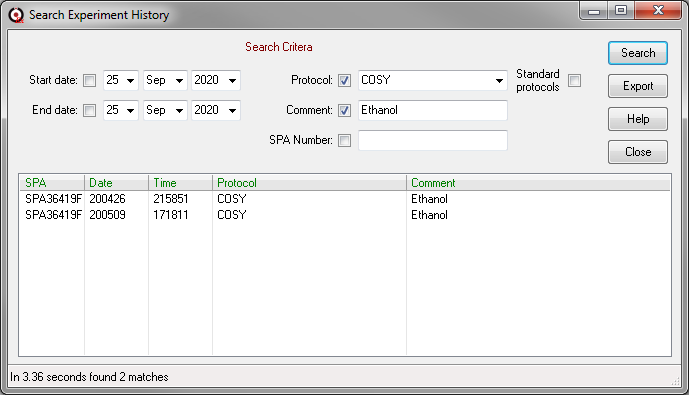 Search Experiment History
Search Critera
Search
Start date: 25 Sep 2020 Protocol: COSY Standard protocols
Export
End date: 25 Sep 2020 Comment: Ethanol
Help
SPA Number:
Close
SPA Date Time Protocol Comment
SPA36419F 200426 215851 COSY Ethanol
SPA36419F 200509 171811 COSY Ethanol
In 3.36 seconds found 2 matches